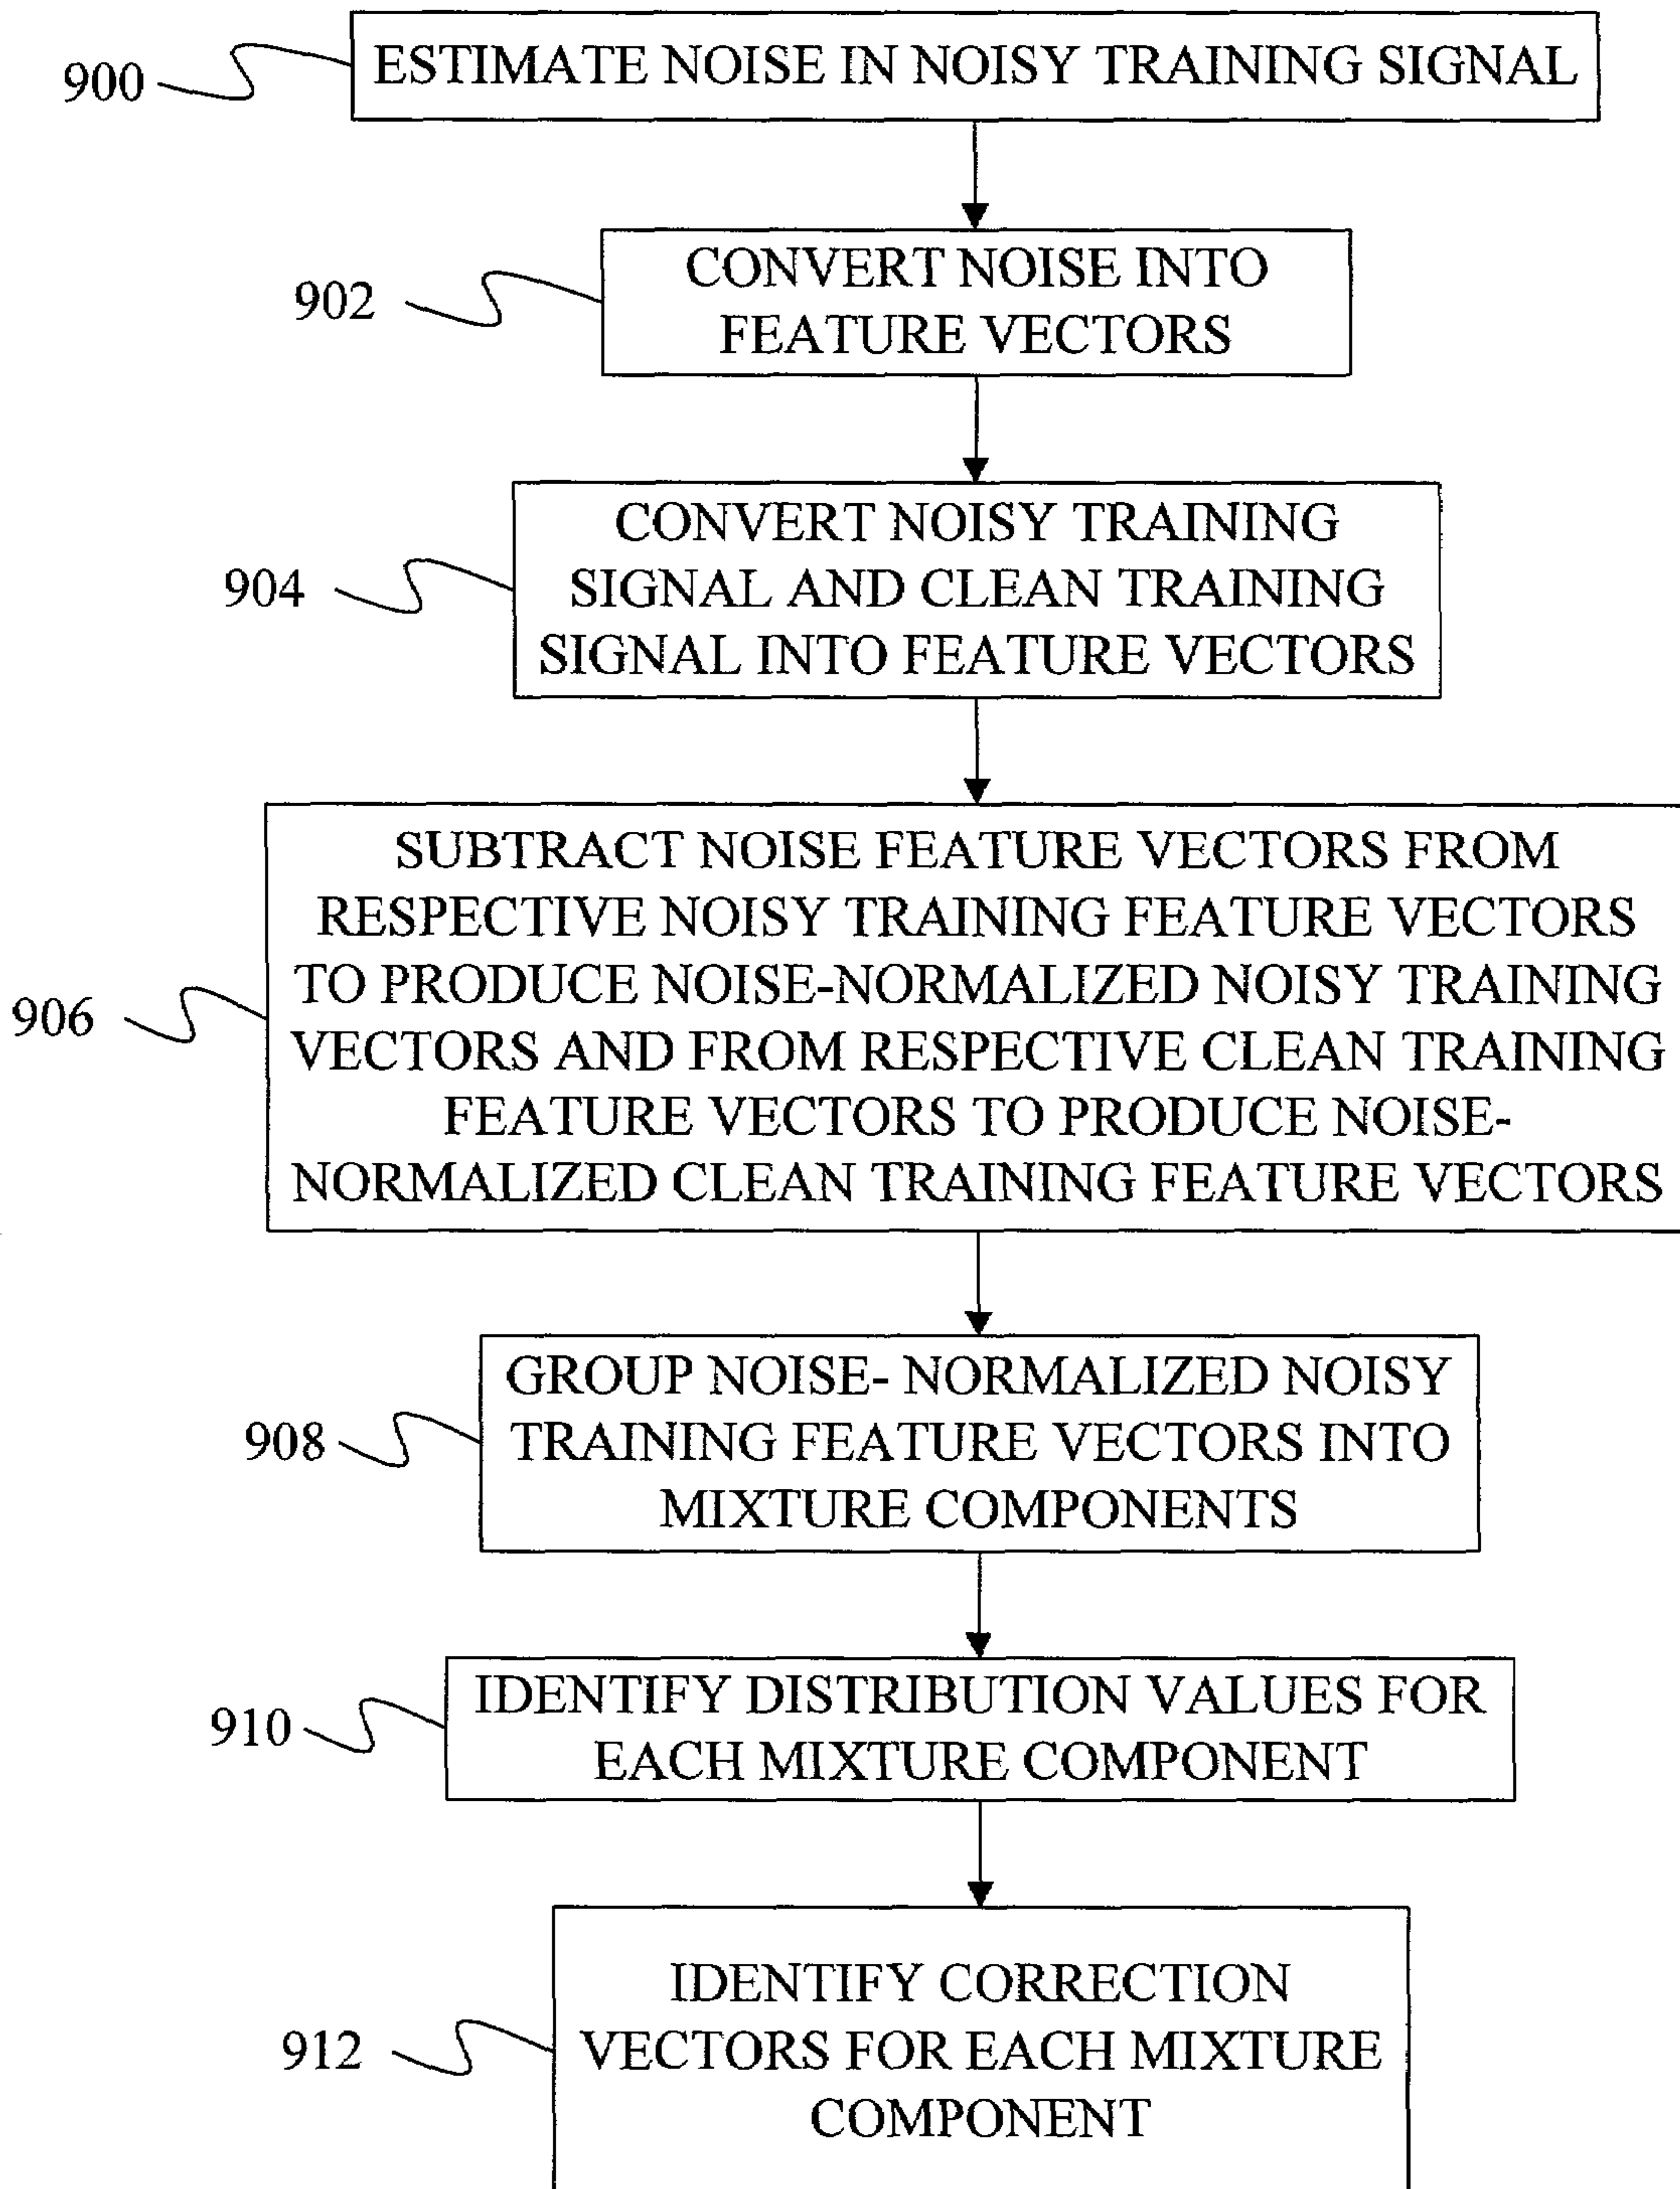 900
ESTIMATE NOISE IN NOISY TRAINING SIGNAL
902
CONVERT NOISE INTO
FEATURE VECTORS
904
CONVERT NOISY TRAINING
SIGNAL AND CLEAN TRAINING
SIGNAL INTO FEATURE VECTORS
906
SUBTRACT NOISE FEATURE VECTORS FROM
RESPECTIVE NOISY TRAINING FEATURE VECTORS
TO PRODUCE NOISE-NORMALIZED NOISY TRAINING
VECTORS AND FROM RESPECTIVE CLEAN TRAINING
FEATURE VECTORS TO PRODUCE NOISE-
NORMALIZED CLEAN TRAINING FEATURE VECTORS
908
GROUP NOISE- NORMALIZED NOISY
TRAINING FEATURE VECTORS INTO
MIXTURE COMPONENTS
910
IDENTIFY DISTRIBUTION VALUES FOR
EACH MIXTURE COMPONENT
912
IDENTIFY CORRECTION
VECTORS FOR EACH MIXTURE
COMPONENT